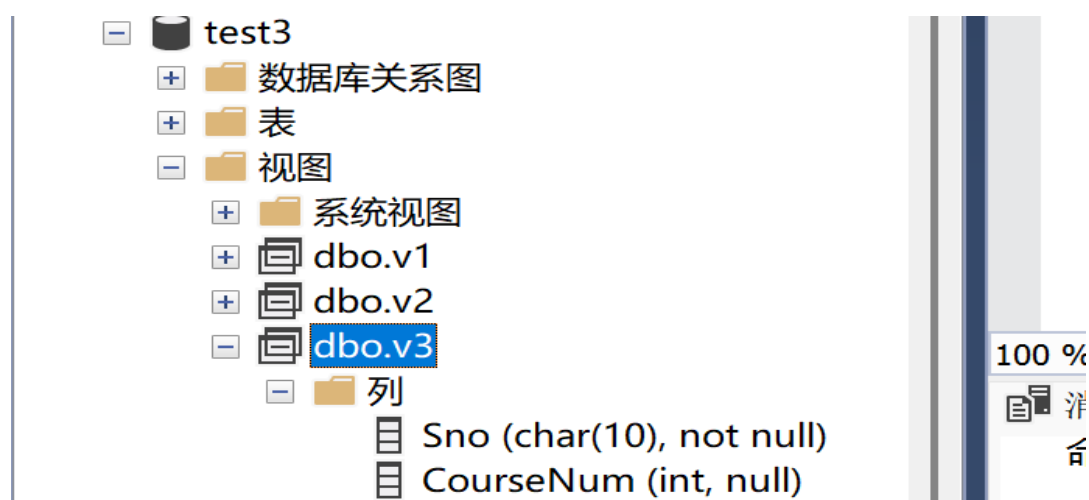 test3
数据库关系图
表
视图
系统视图
dbo.v1
dbo.v2
dbo.v3
列
Sno (char(10), not null)
CourseNum (int, null)
100 %